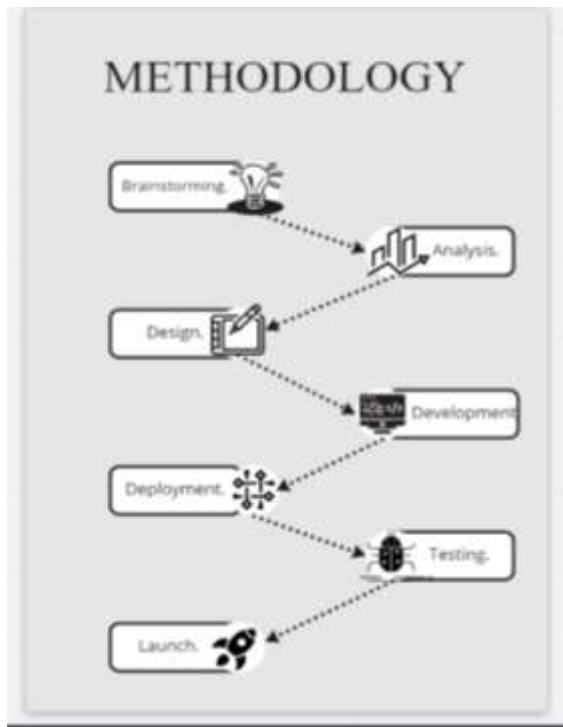 METHODOLOGY
Brainstorming.
Analysis.
Design.
Development
Deployment.
Testing.
Launch.